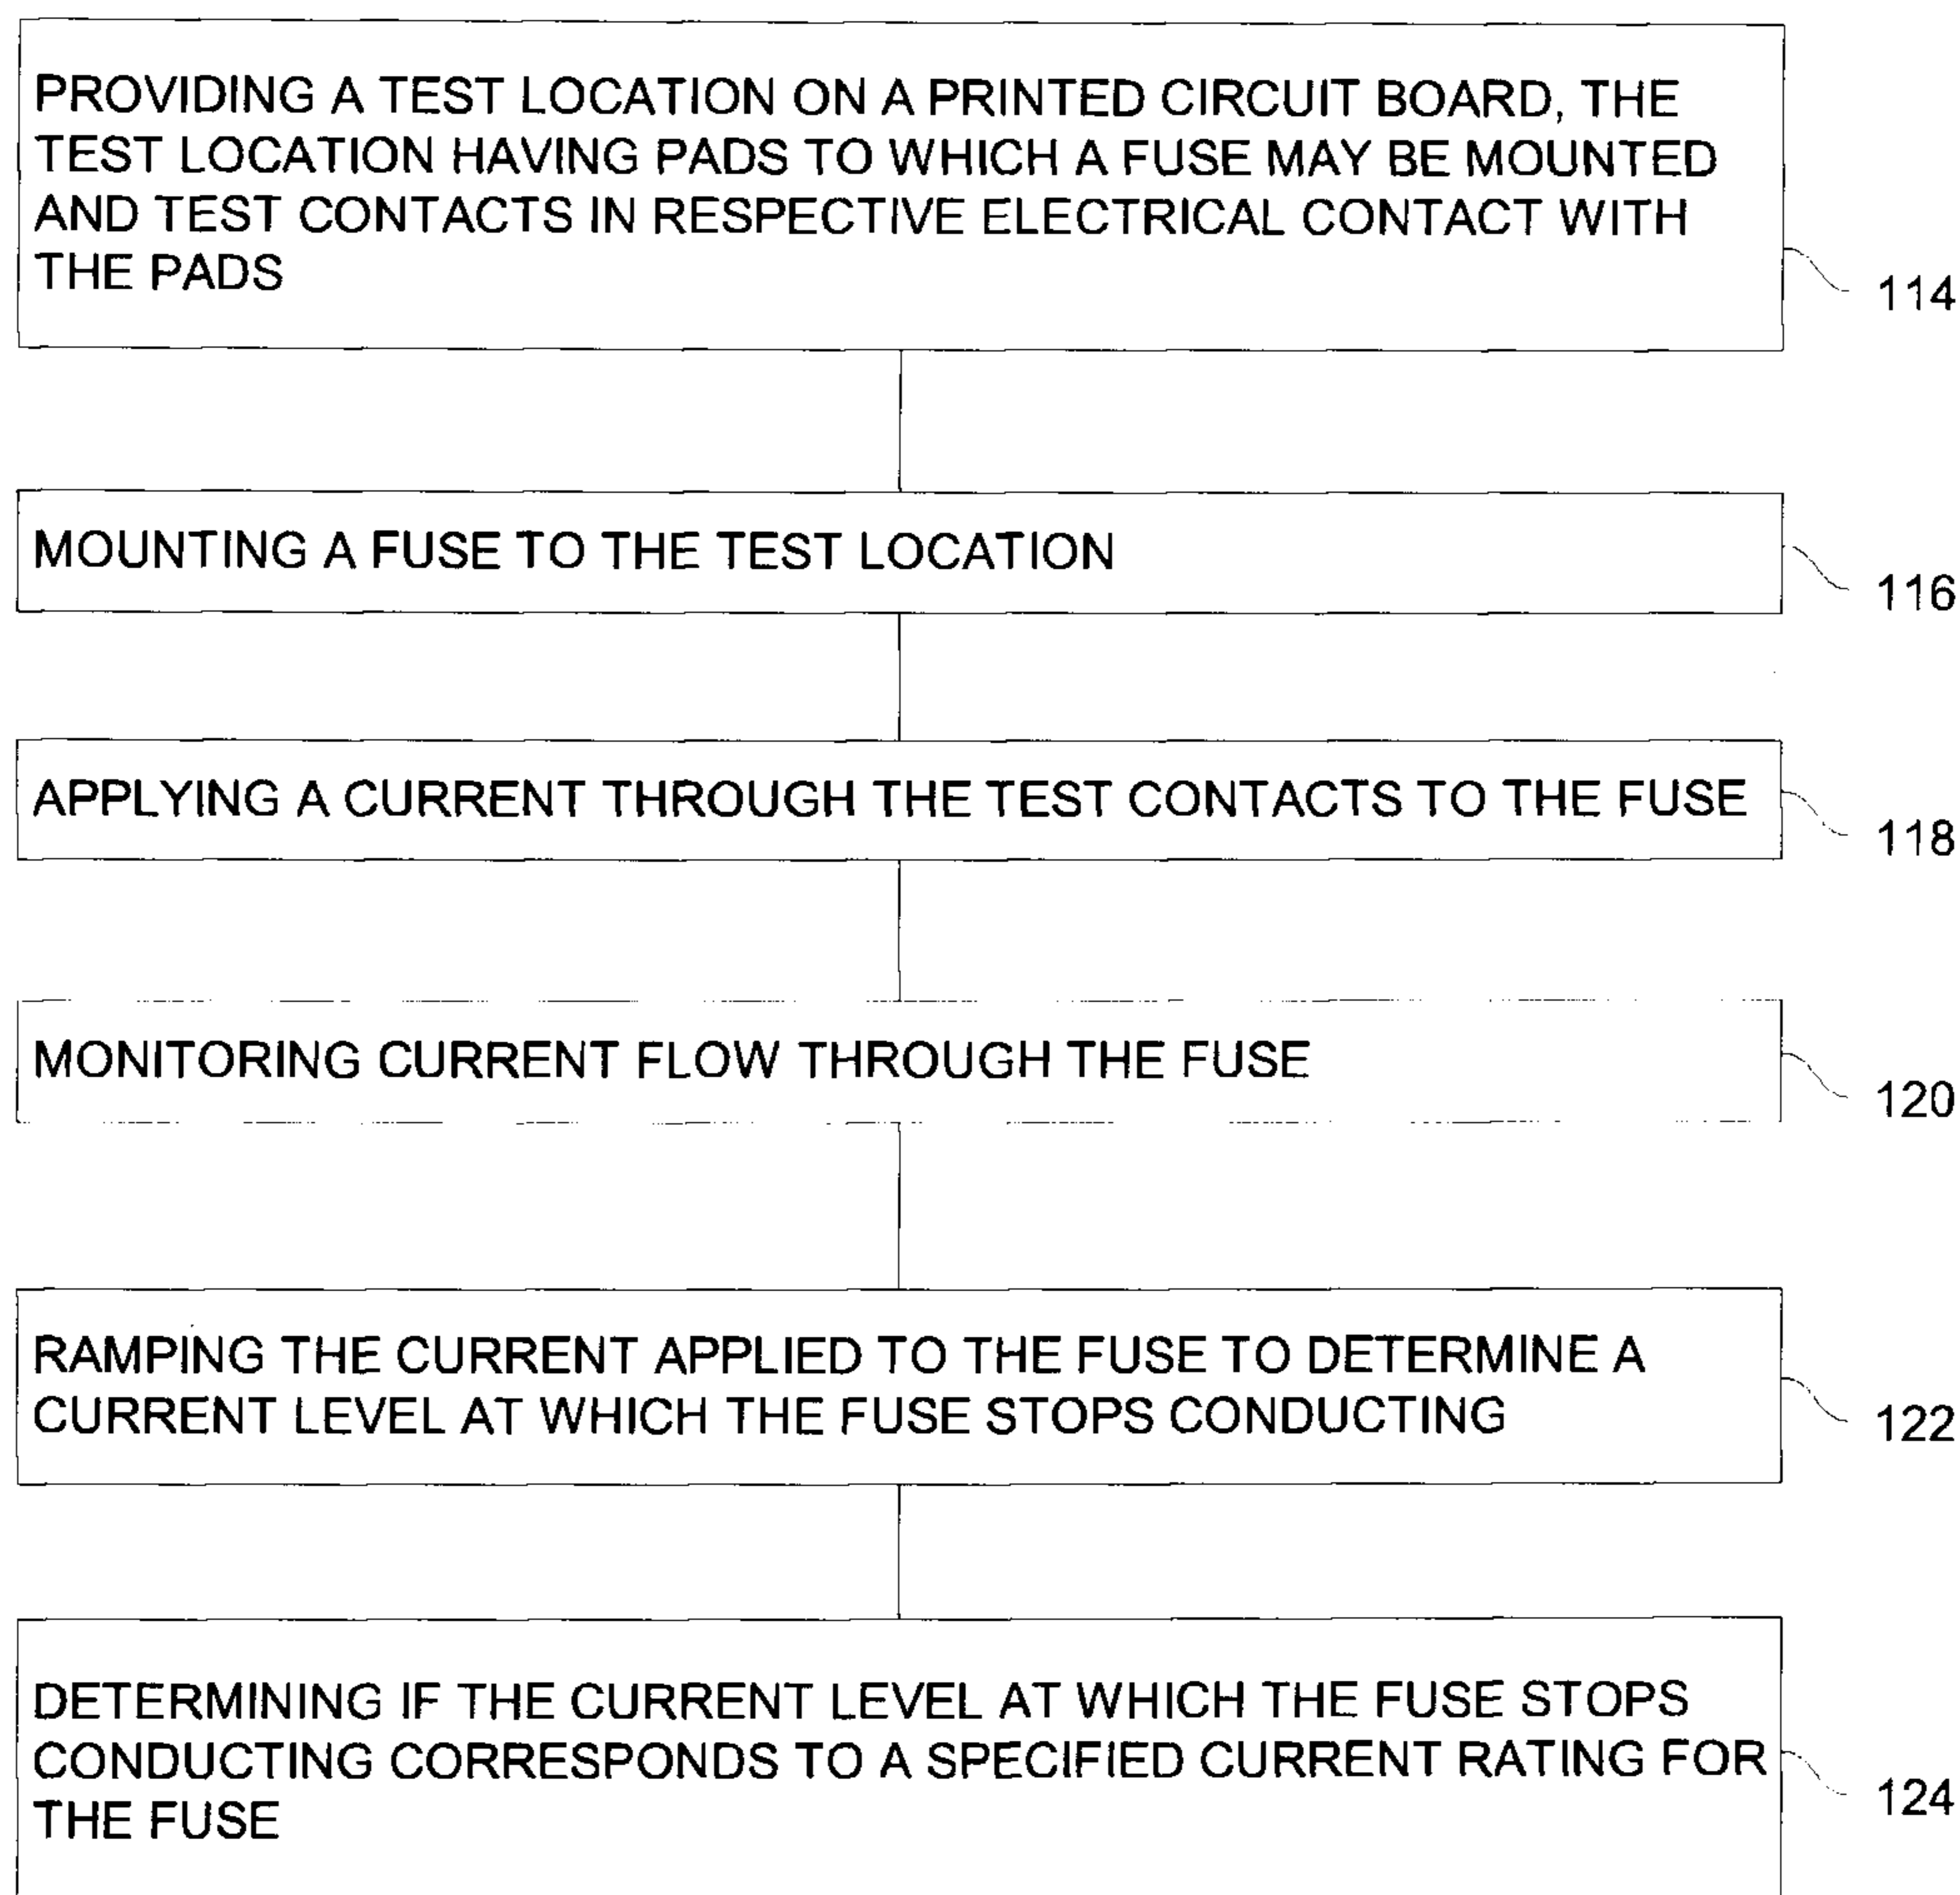 PROVIDING A TEST LOCATION ON A PRINTED CIRCUIT BOARD, THE
TEST LOCATION HAVING PADS TO WHICH A FUSE MAY BE MOUNTED
AND TEST CONTACTS IN RESPECTIVE ELECTRICAL CONTACT WITH
THE PADS
114
MOUNTING A FUSE TO THE TEST LOCATION
116
APPLYING A CURRENT THROUGH THE TEST CONTACTS TO THE FUSE
118
MONITORING CURRENT FLOW THROUGH THE FUSE
120
RAMPING THE CURRENT APPLIED TO THE FUSE TO DETERMINE A
CURRENT LEVEL AT WHICH THE FUSE STOPS CONDUCTING
122
DETERMINING IF THE CURRENT LEVEL AT WHICH THE FUSE STOPS
CONDUCTING CORRESPONDS TO A SPECIFIED CURRENT RATING FOR
THE FUSE
124